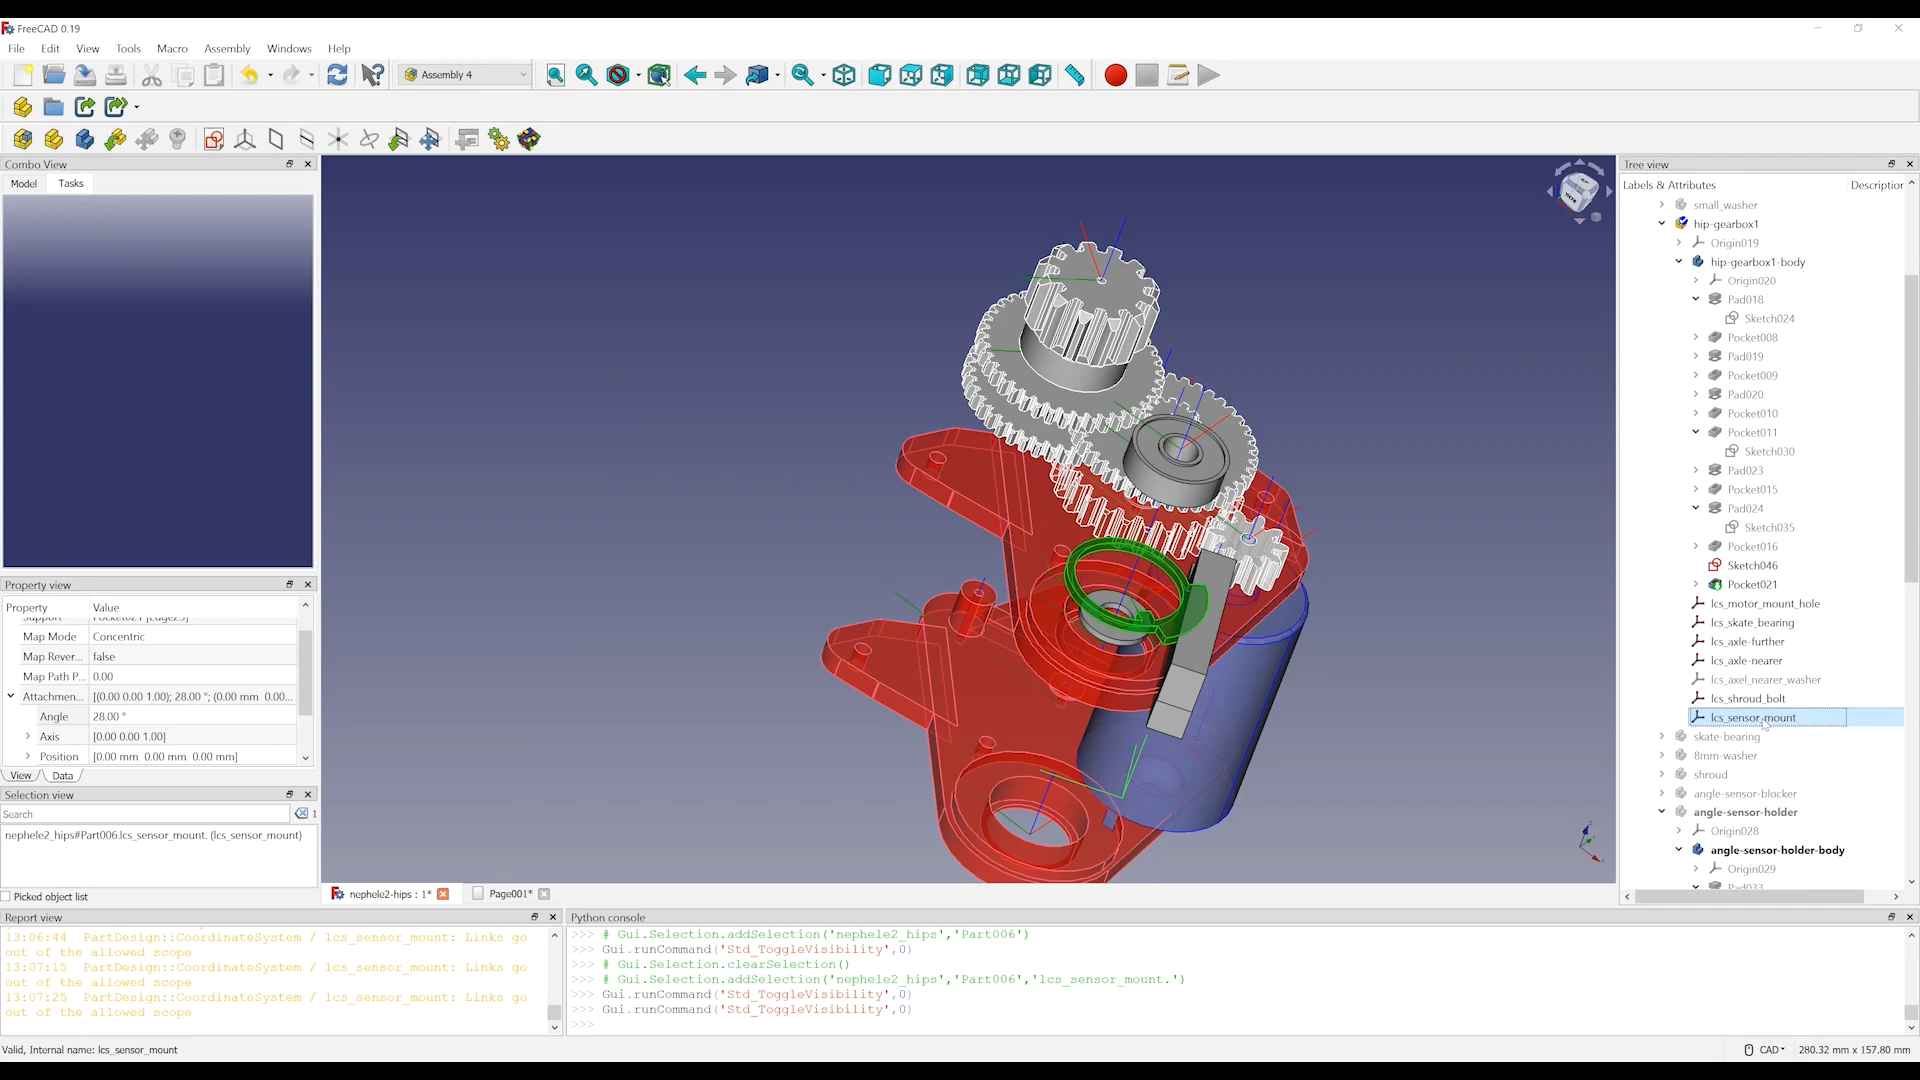 FreeCAD 0.19
File Edit View Tools Macro Assembly Windows Help
Assembly 4
Combo View
Model Tasks
Property view
Property Value
Map Mode Concentric
Map Rever... false
Map Path P... 0.00
Attachmen... [(0.00 0.00 1.00); 28.00 °; (0.00 mm 0.00...
Angle 28.00 °
Axis [0.00 0.00 1.00]
Position [0.00 mm 0.00 mm 0.00 mm]
View Data
Selection view
Search 1
nephele2_hips#Part006.lcs_sensor_mount. (lcs_sensor_mount)
Picked object list
nephele2-hips : 1* Page001*
Tree view
Labels & Attributes Description
small_washer
hip-gearbox1
Origin019
hip-gearbox1-body
Origin020
Pad018
Sketch024
Pocket008
Pad019
Pocket009
Pad020
Pocket010
Pocket011
Sketch030
Pad023
Pocket015
Pad024
Sketch035
Pocket016
Sketch046
Pocket021
lcs_motor_mount_hole
lcs_skate_bearing
lcs_axle-further
lcs_axle-nearer
lcs_axel_nearer_washer
lcs_shroud_bolt
lcs_sensor_mount
skate-bearing
8mm-washer
shroud
angle-sensor-blocker
angle-sensor-holder
Origin028
angle-sensor-holder-body
Origin029
Pad033
Report view
13:06:44 PartDesign::CoordinateSystem / lcs_sensor_mount: Links go
out of the allowed scope
13:07:15 PartDesign::CoordinateSystem / lcs_sensor_mount: Links go
out of the allowed scope
13:07:25 PartDesign::CoordinateSystem / lcs_sensor_mount: Links go
out of the allowed scope
Python console
>>> # Gui.Selection.addSelection('nephele2_hips','Part006')
>>> Gui.runCommand('Std_ToggleVisibility',0)
>>> # Gui.Selection.clearSelection()
>>> # Gui.Selection.addSelection('nephele2_hips','Part006','lcs_sensor_mount.')
>>> Gui.runCommand('Std_ToggleVisibility',0)
>>> Gui.runCommand('Std_ToggleVisibility',0)
>>>
Valid, Internal name: lcs_sensor_mount
CAD 280.32 mm x 157.80 mm